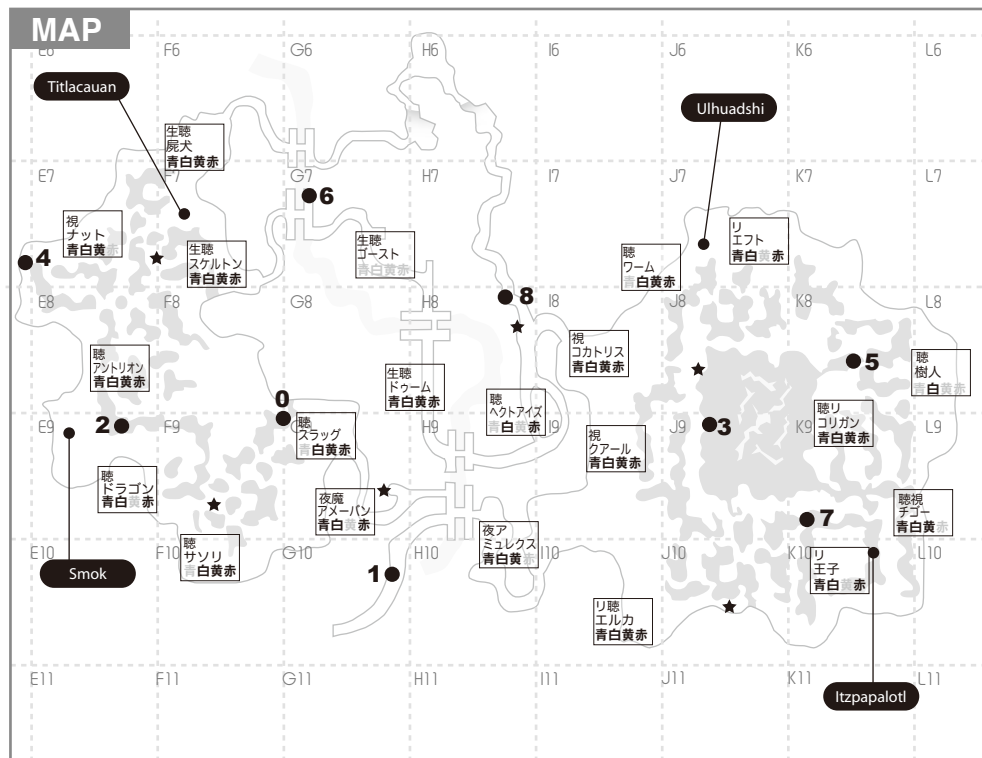 MAP
E6
F6
G6
H6
I6
J6
K6
L6
Titlacauan
Ulhuadshi
生聴
屍犬
青白黄赤
E7
F7
G7
H7
I7
J7
K7
L7
6
視
ナット
青白黄赤
4
生聴
スケルトン
青白黄赤
生聴
ゴースト
青白黄赤
聴
ワーム
青白黄赤
リ
エフト
青白黄赤
E8
F8
G8
H8
I8
J8
K8
L8
8
聴
アントリオン
青白黄赤
生聴
ドゥーム
青白黄赤
視
コカトリス
青白黄赤
5
聴
樹人
青白黄赤
聴
ヘクトアイズ
青白黄赤
0
2
E9
F9
G9
H9
I9
J9
K9
L9
聴
スラッグ
青白黄赤
3
聴リ
コリガン
青白黄赤
視
クアール
青白黄赤
聴
ドラゴン
青白黄赤
夜魔
アメーバン
青白黄赤
聴視
チゴー
青白黄赤
夜ア
ミュレクス
青白黄赤
7
聴
サソリ
青白黄赤
E10
F10
G10
H10
I10
J10
K10
L10
Smok
1
リ
王子
青白黄赤
リ聴
エルカ
青白黄赤
E11
F11
G11
H11
I11
J11
K11
L11
Itzpapalotl